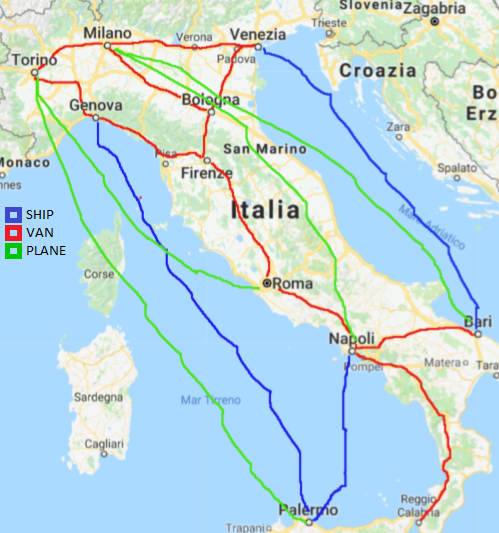 Slovenia
Zagabria
Milano
Verona
Venezia
Trieste
Torino
Padova
Croazia
Bologna
Genova
Bo
Erz
San Marino
Zara
Monaco
nnes
Pisa
Firenze
Spalato
SHIP
VAN
PLANE
Italia
Mare Adriatico
Corse
Roma
Bari
Napoli
Pompei
Matera
Tara
Sardegna
Mar Tirreno
Cagliari
Reggio
Calabria
Palermo
Trapani